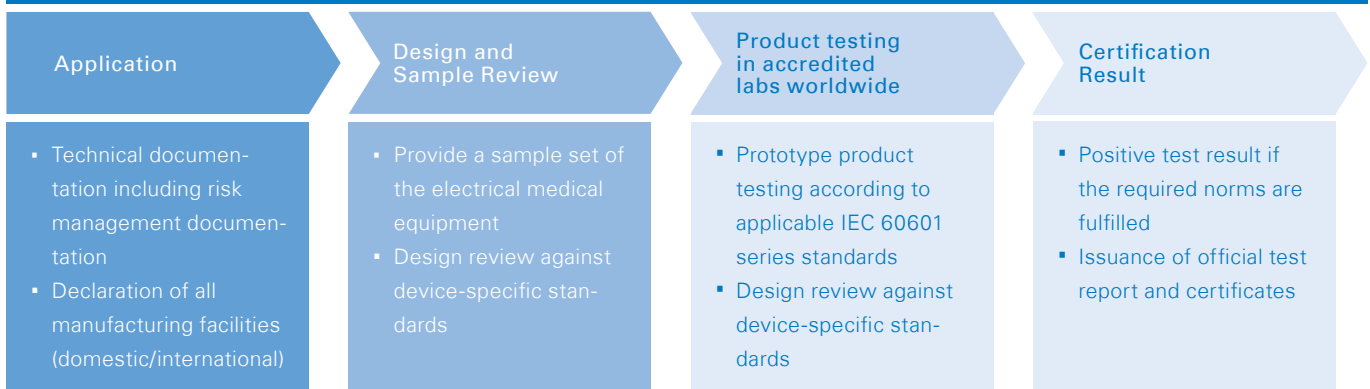 Application
Design and
Sample Review
Product testing
in accredited
labs worldwide
Certification
Result
▪ Technical documen-
tation including risk
management documen-
tation
▪ Declaration of all
manufacturing facilities
(domestic/international)
▪ Provide a sample set of
the electrical medical
equipment
▪ Design review against
device-specific stan-
dards
▪ Prototype product
testing according to
applicable IEC 60601
series standards
▪ Design review against
device-specific stan-
dards
▪ Positive test result if
the required norms are
fulfilled
▪ Issuance of official test
report and certificates